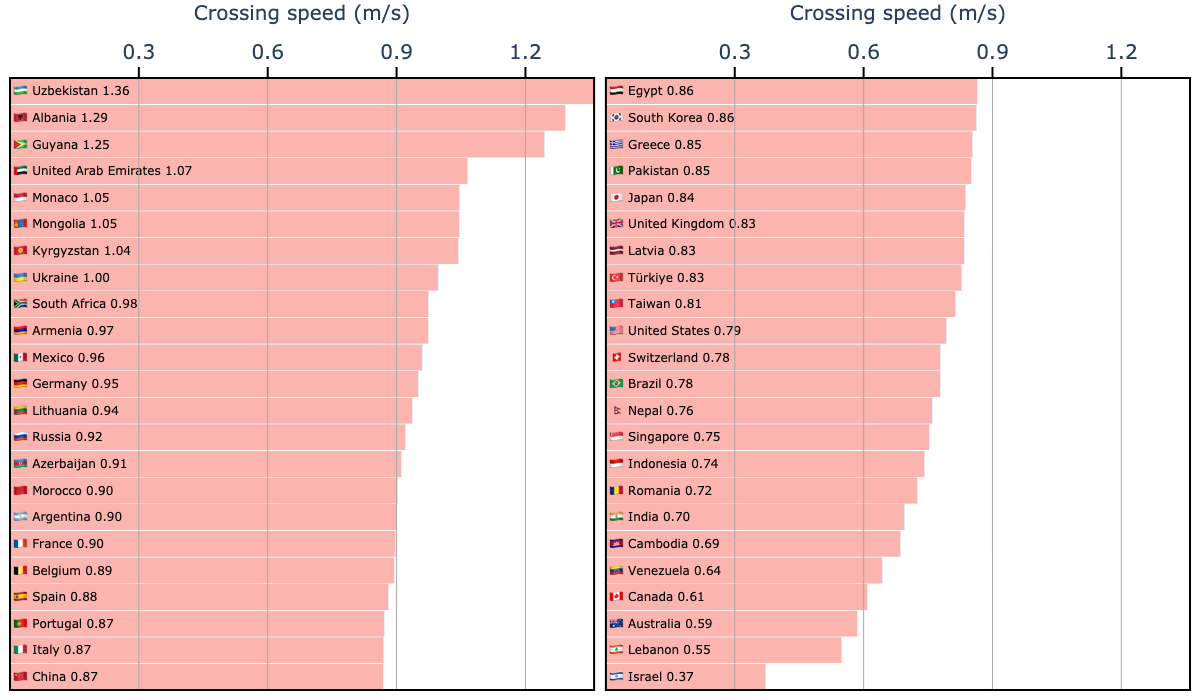 Crossing speed (m/s)
0.3 0.6 0.9 1.2
Uzbekistan 1.36
Albania 1.29
Guyana 1.25
United Arab Emirates 1.07
Monaco 1.05
Mongolia 1.05
Kyrgyzstan 1.04
Ukraine 1.00
South Africa 0.98
Armenia 0.97
Mexico 0.96
Germany 0.95
Lithuania 0.94
Russia 0.92
Azerbaijan 0.91
Morocco 0.90
Argentina 0.90
France 0.90
Belgium 0.89
Spain 0.88
Portugal 0.87
Italy 0.87
China 0.87
Crossing speed (m/s)
0.3 0.6 0.9 1.2
Egypt 0.86
South Korea 0.86
Greece 0.85
Pakistan 0.85
Japan 0.84
United Kingdom 0.83
Latvia 0.83
Türkiye 0.83
Taiwan 0.81
United States 0.79
Switzerland 0.78
Brazil 0.78
Nepal 0.76
Singapore 0.75
Indonesia 0.74
Romania 0.72
India 0.70
Cambodia 0.69
Venezuela 0.64
Canada 0.61
Australia 0.59
Lebanon 0.55
Israel 0.37